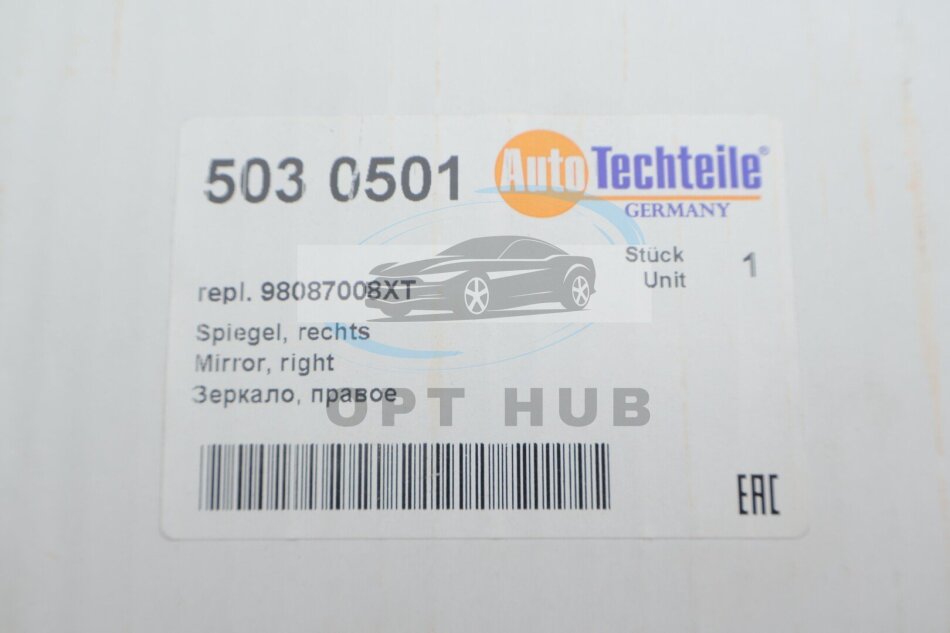 503 0501
AutoTechteile®
GERMANY
Stück
Unit
1
repl. 98087008XT
Spiegel, rechts
Mirror, right
Зеркало, правое
OPT HUB
EAC